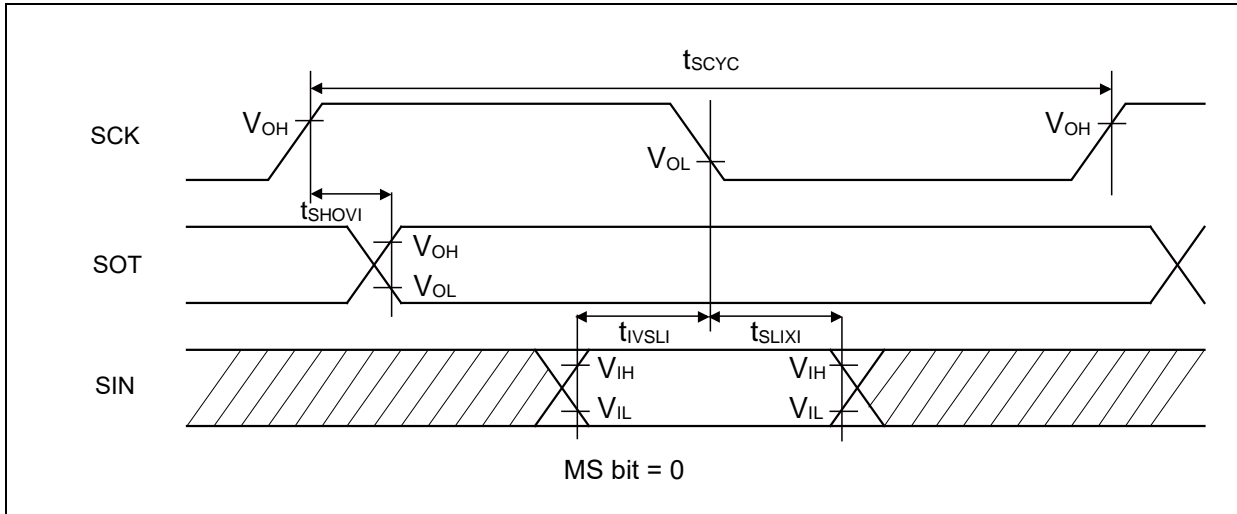 tSCYC
SCK
VOH
VOL
VOH
tSHOVI
SOT
VOH
VOL
tIVSLI
tSLIXI
SIN
VIH
VIL
VIH
VIL
MS bit = 0